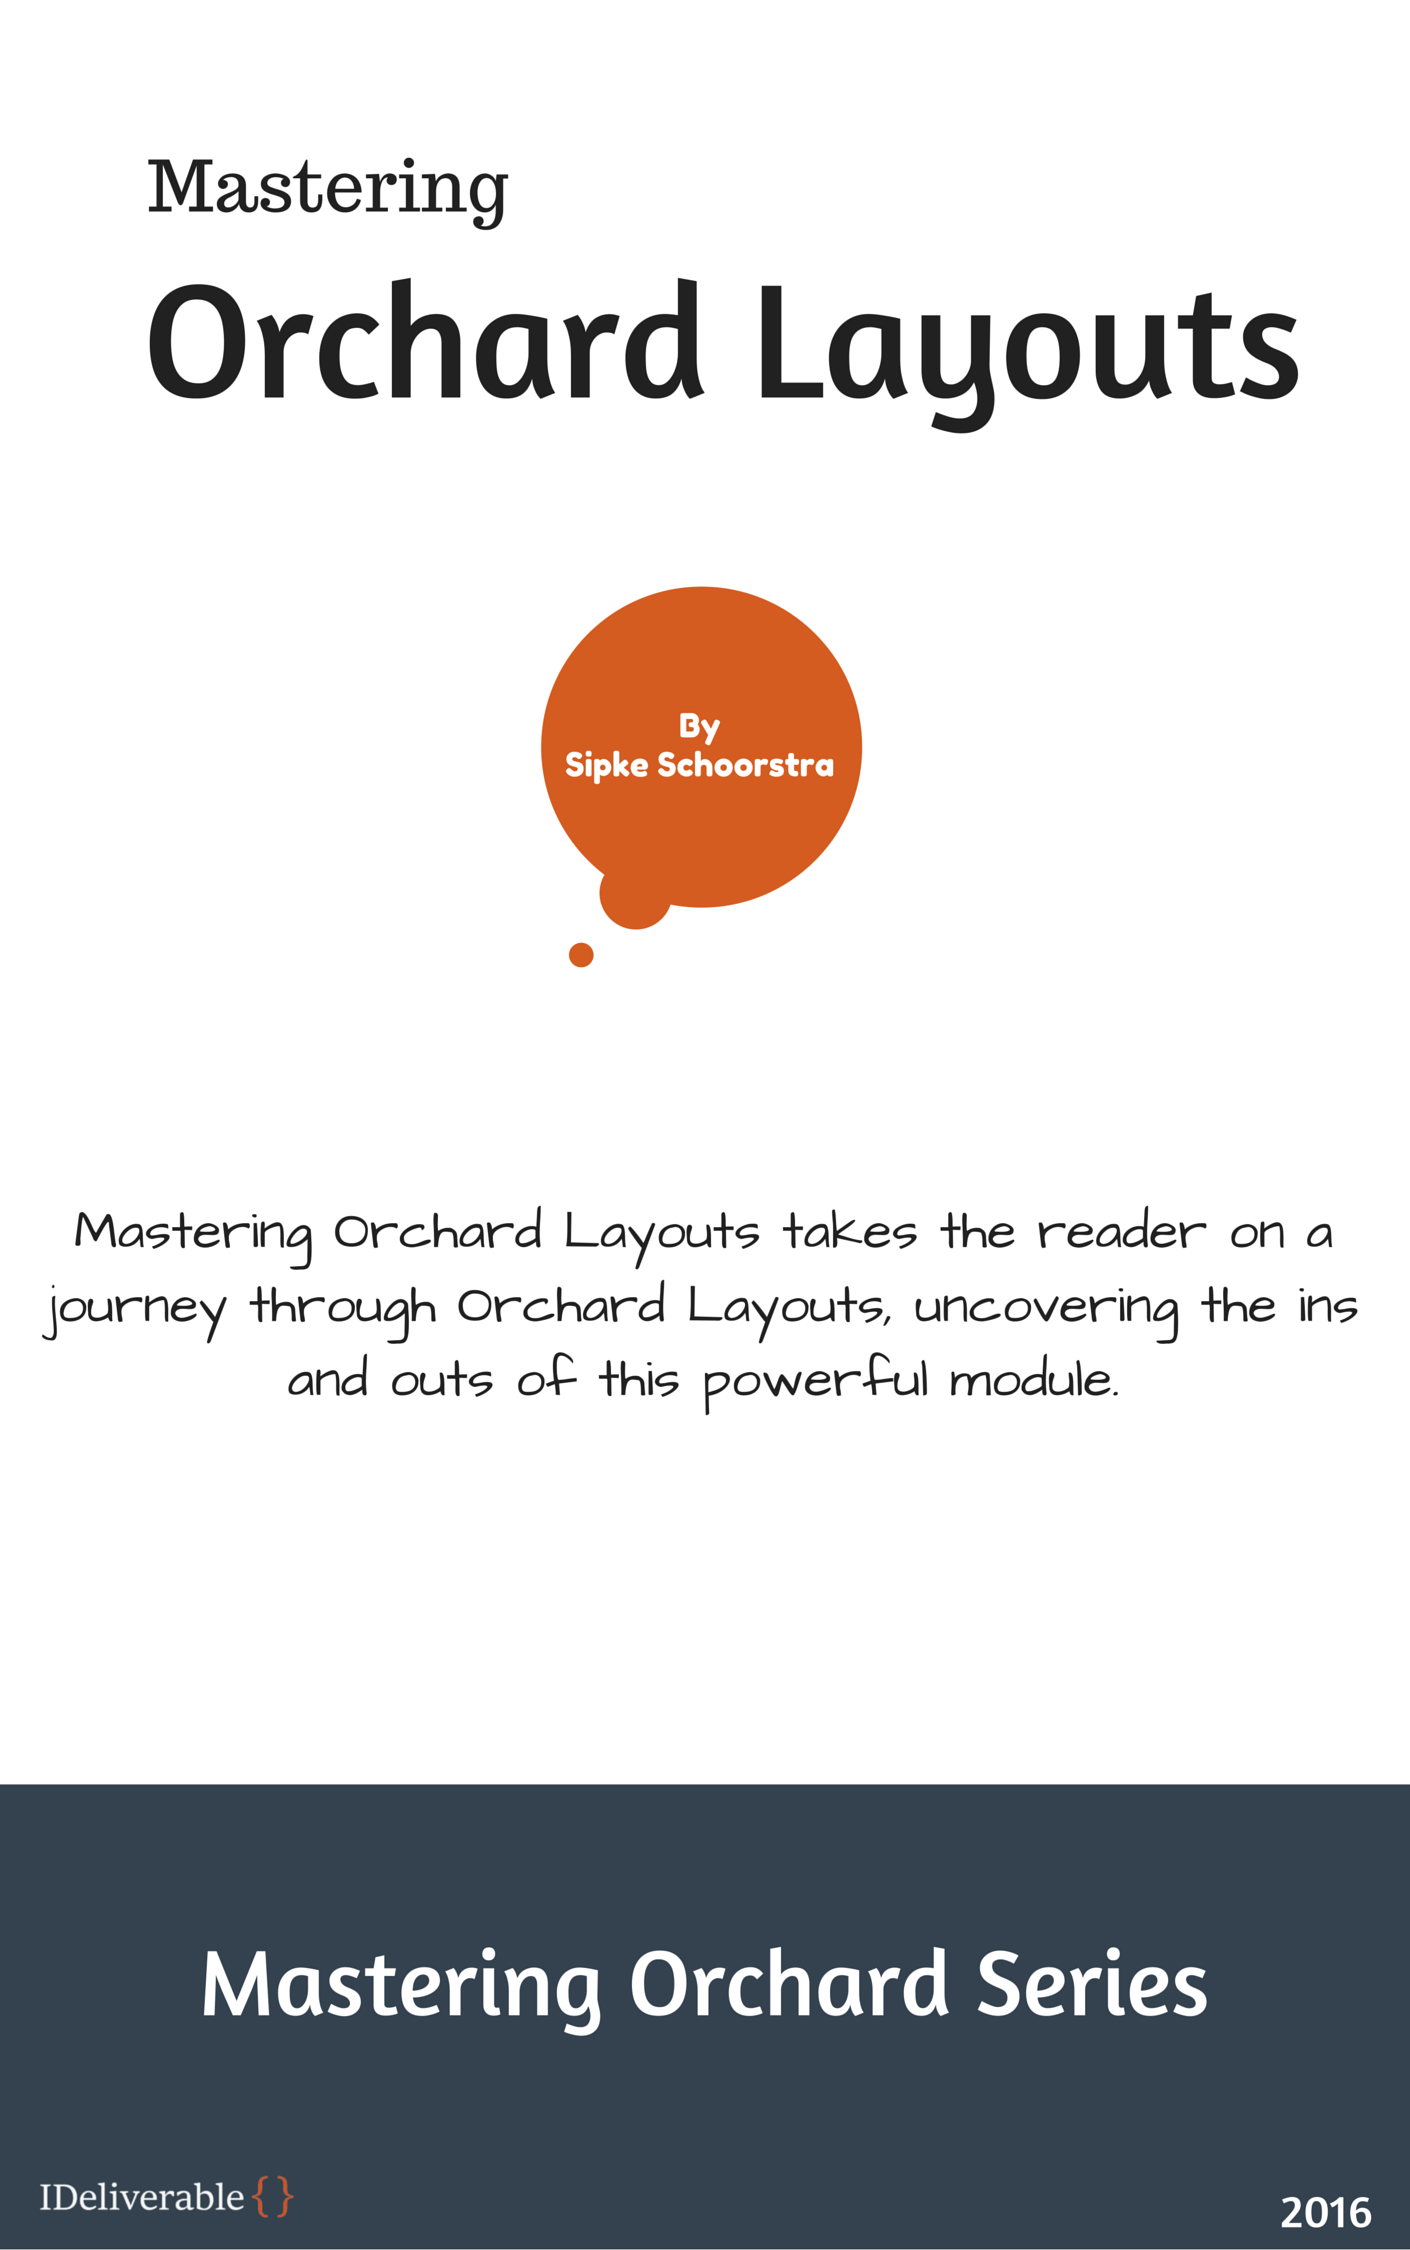 Mastering
Orchard Layouts
By
Sipke Schoorstra
Mastering Orchard Layouts takes the reader on a
journey through Orchard Layouts, uncovering the ins
and outs of this powerful module.
Mastering Orchard Series
IDeliverable { }
2016